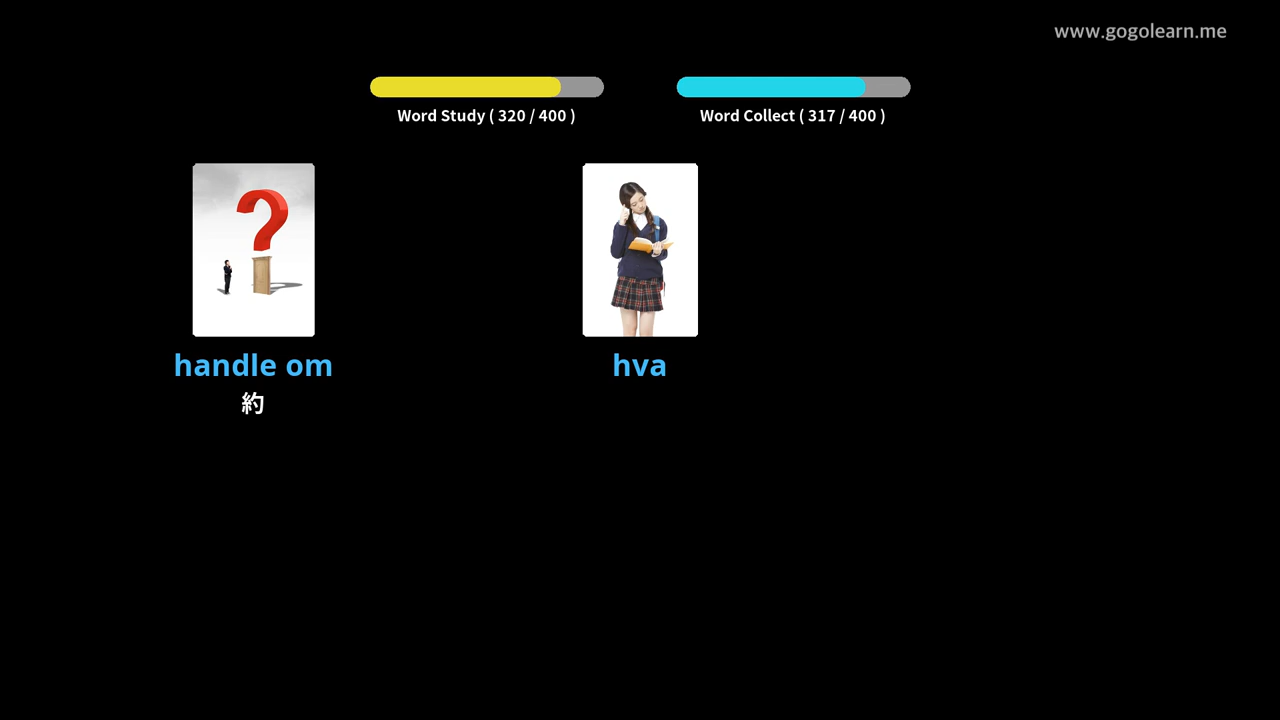 www.gogolearn.me
Word Study ( 320 / 400 )
Word Collect ( 317 / 400 )
handle om
約
hva